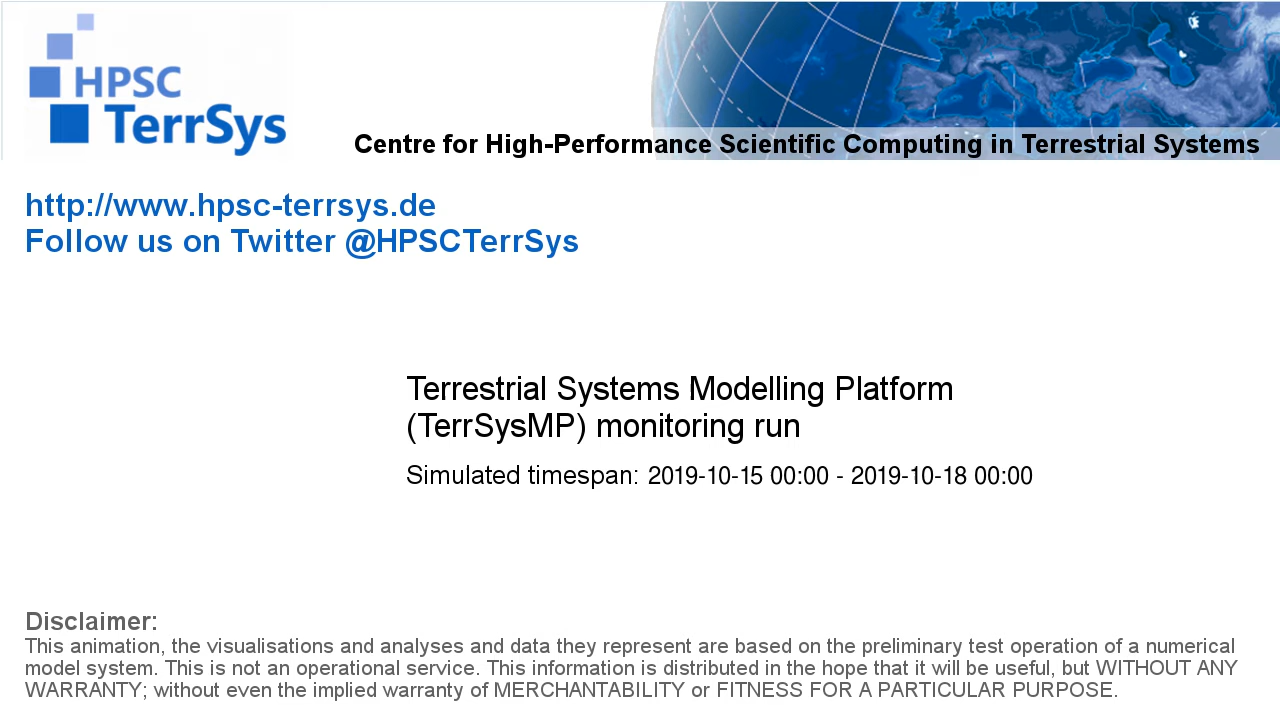 HPSC
TerrSys
Centre for High-Performance Scientific Computing in Terrestrial Systems
http://www.hpsc-terrsys.de
Follow us on Twitter @HPSCTerrSys
Terrestrial Systems Modelling Platform
(TerrSysMP) monitoring run
Simulated timespan: 2019-10-15 00:00 - 2019-10-18 00:00
Disclaimer:
This animation, the visualisations and analyses and data they represent are based on the preliminary test operation of a numerical
model system. This is not an operational service. This information is distributed in the hope that it will be useful, but WITHOUT ANY
WARRANTY; without even the implied warranty of MERCHANTABILITY or FITNESS FOR A PARTICULAR PURPOSE.